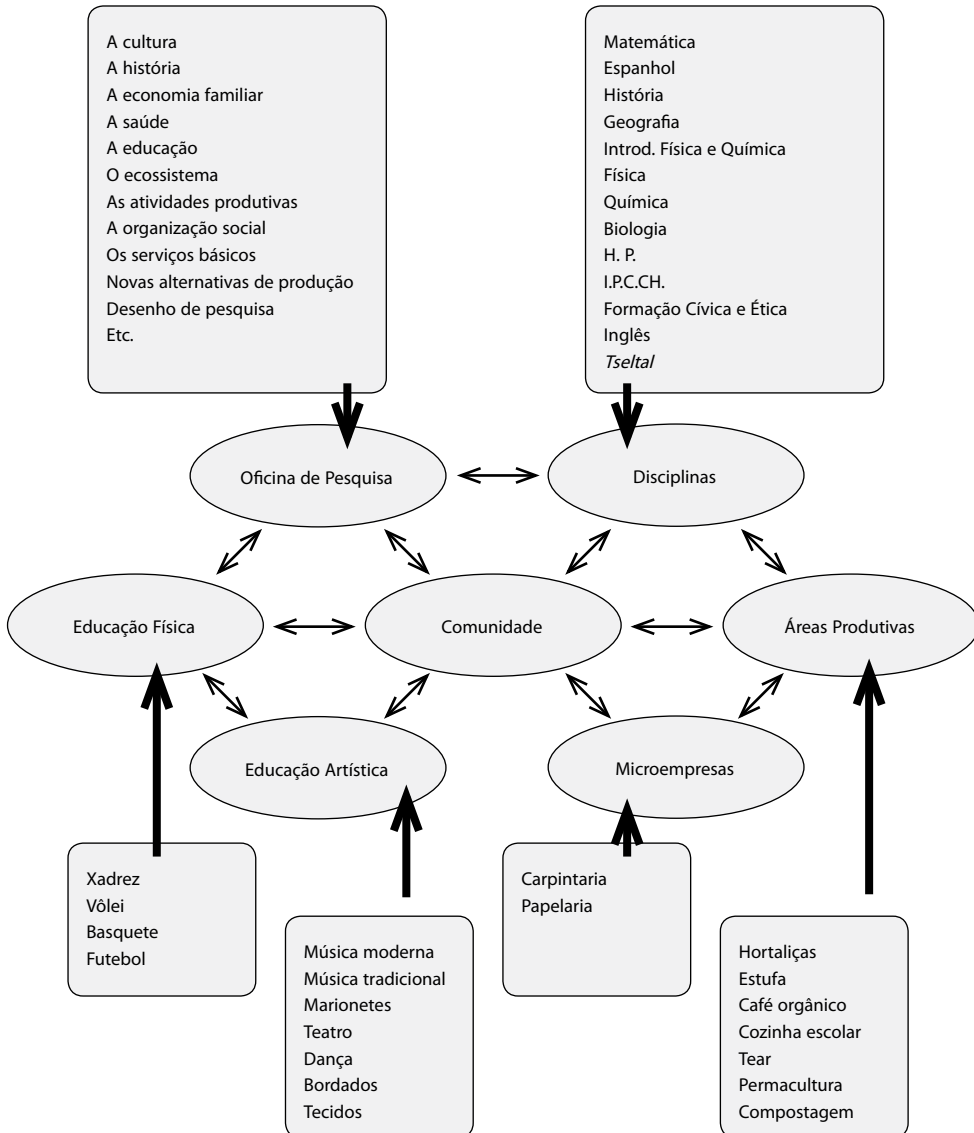 A cultura
A história
A economia familiar
A saúde
A educação
O ecossistema
As atividades produtivas
A organização social
Os serviços básicos
Novas alternativas de produção
Desenho de pesquisa
Etc.
Matemática
Espanhol
História
Geografia
Introd. Física e Química
Física
Química
Biologia
H. P.
I.P.C.CH.
Formação Cívica e Ética
Inglês
Tseltal
Oficina de Pesquisa
Disciplinas
Educação Física
Comunidade
Áreas Produtivas
Educação Artística
Microempresas
Xadrez
Vôlei
Basquete
Futebol
Música moderna
Música tradicional
Marionetes
Teatro
Dança
Bordados
Tecidos
Carpintaria
Papelaria
Hortaliças
Estufa
Café orgânico
Cozinha escolar
Tear
Permacultura
Compostagem